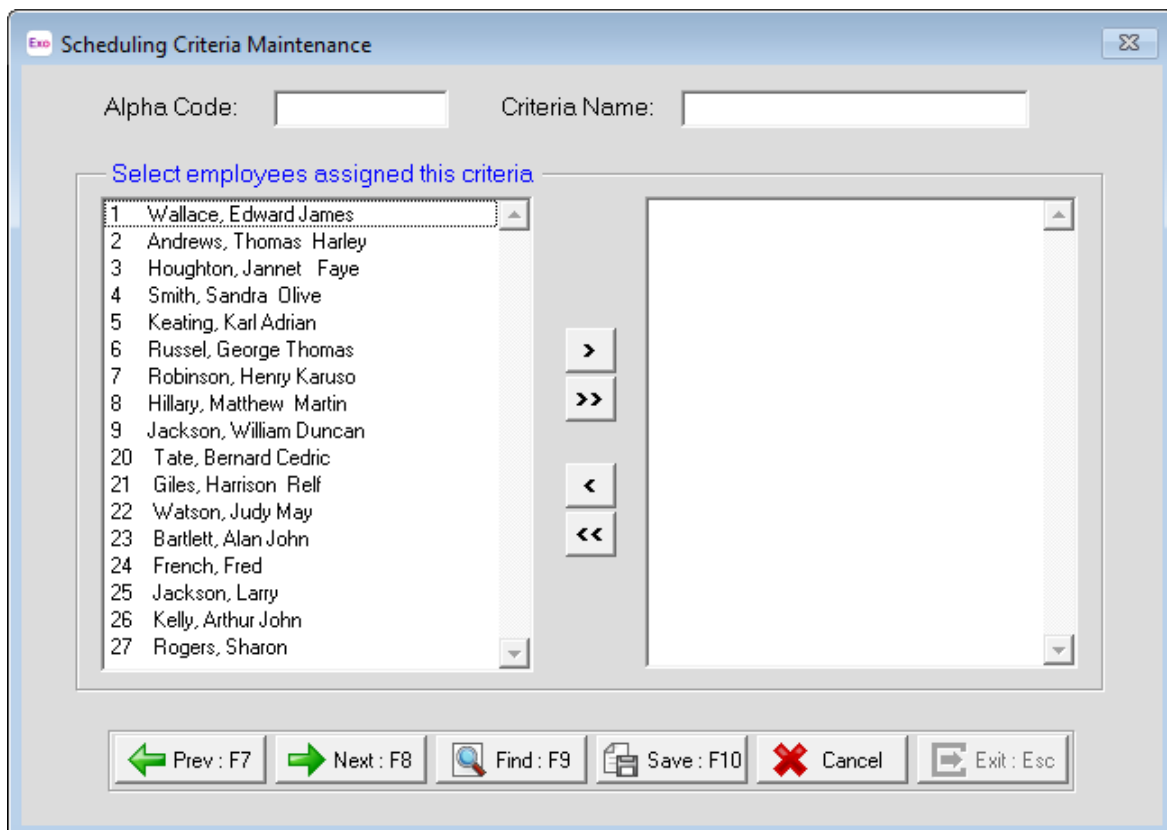 Exo Scheduling Criteria Maintenance
Alpha Code: Criteria Name:
Select employees assigned this criteria
1 Wallace, Edward James
2 Andrews, Thomas Harley
3 Houghton, Jannet Faye
4 Smith, Sandra Olive
5 Keating, Karl Adrian
6 Russel, George Thomas
7 Robinson, Henry Karuso
8 Hillary, Matthew Martin
9 Jackson, William Duncan
20 Tate, Bernard Cedric
21 Giles, Harrison Relf
22 Watson, Judy May
23 Bartlett, Alan John
24 French, Fred
25 Jackson, Larry
26 Kelly, Arthur John
27 Rogers, Sharon
>
>>
<
<<
Prev : F7 Next : F8 Find : F9 Save : F10 Cancel Exit : Esc